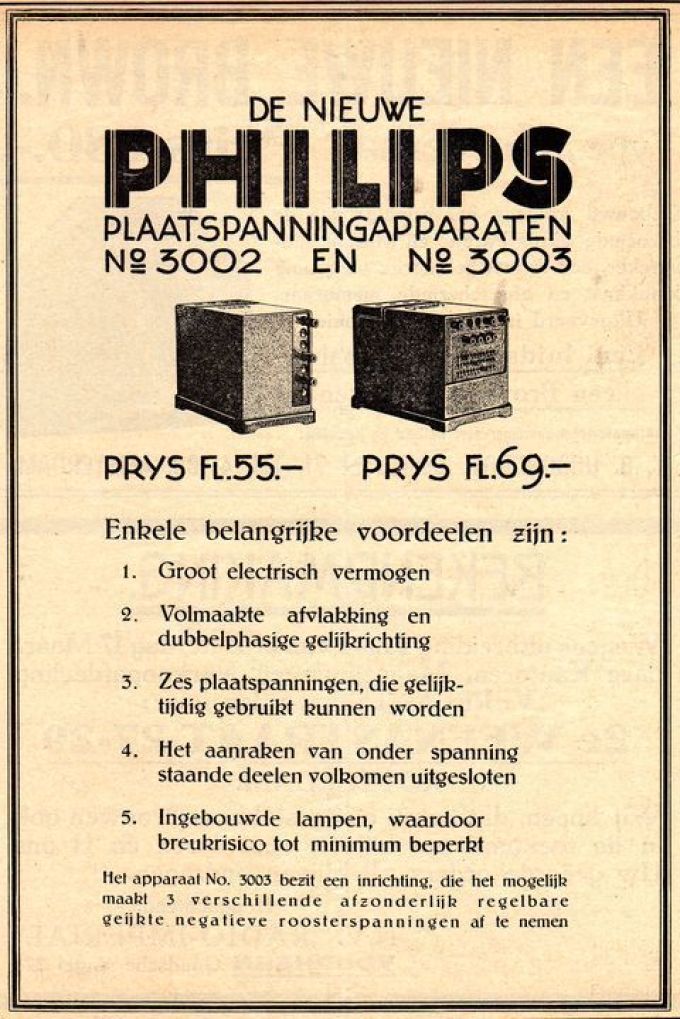 DE NIEUWE
PHILIPS
PLAATSPANNINGAPPARATEN
Nº 3002 EN Nº 3003
PRYS FL.55.–
PRYS FL.69.–
Enkele belangrijke voordeelen zijn:
1. Groot electrisch vermogen
2. Volmaakte afvlakking en
dubbelphasige gelijkrichting
3. Zes plaatspanningen, die gelijk-
tijdig gebruikt kunnen worden
4. Het aanraken van onder spanning
staande deelen volkomen uitgesloten
5. Ingebouwde lampen, waardoor
breukrisico tot minimum beperkt
Het apparaat No. 3003 bezit een inrichting, die het mogelijk
maakt 3 verschillende afzonderlijk regelbare
geijkte negatieve roosterspanningen af te nemen